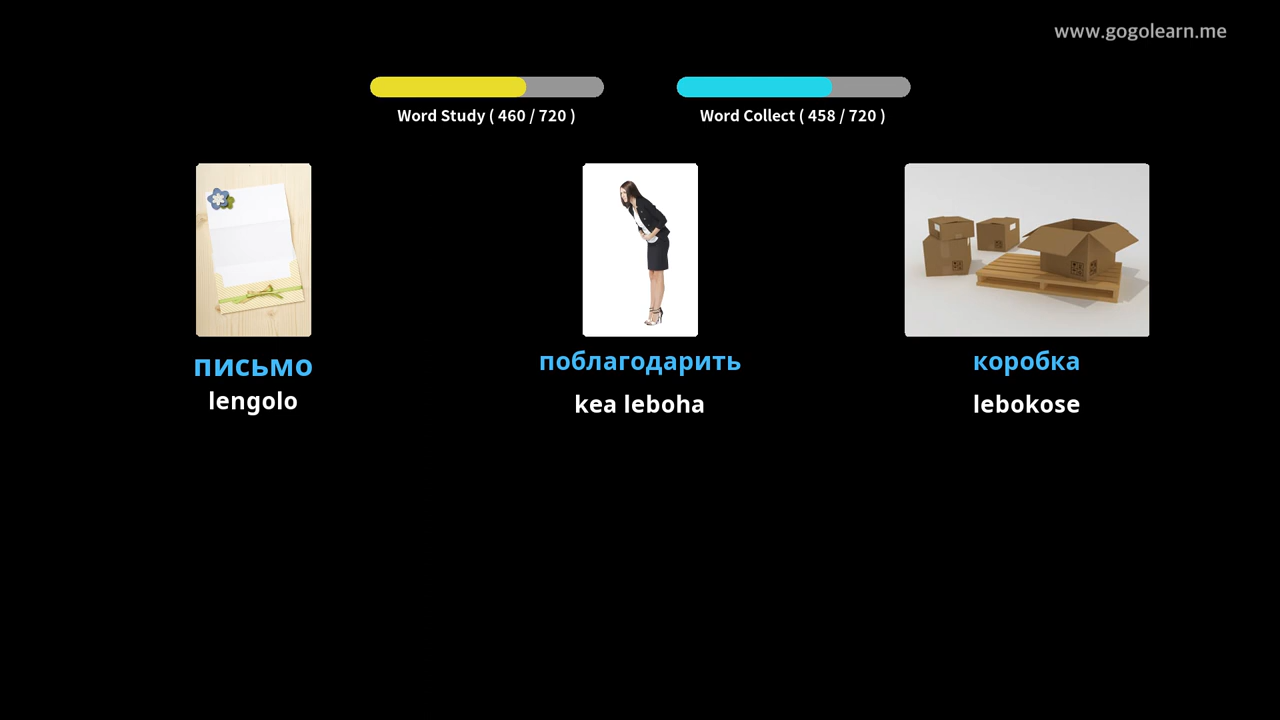 www.gogolearn.me
Word Study ( 460 / 720 )
Word Collect ( 458 / 720 )
письмо
lengolo
поблагодарить
kea leboha
коробка
lebokose